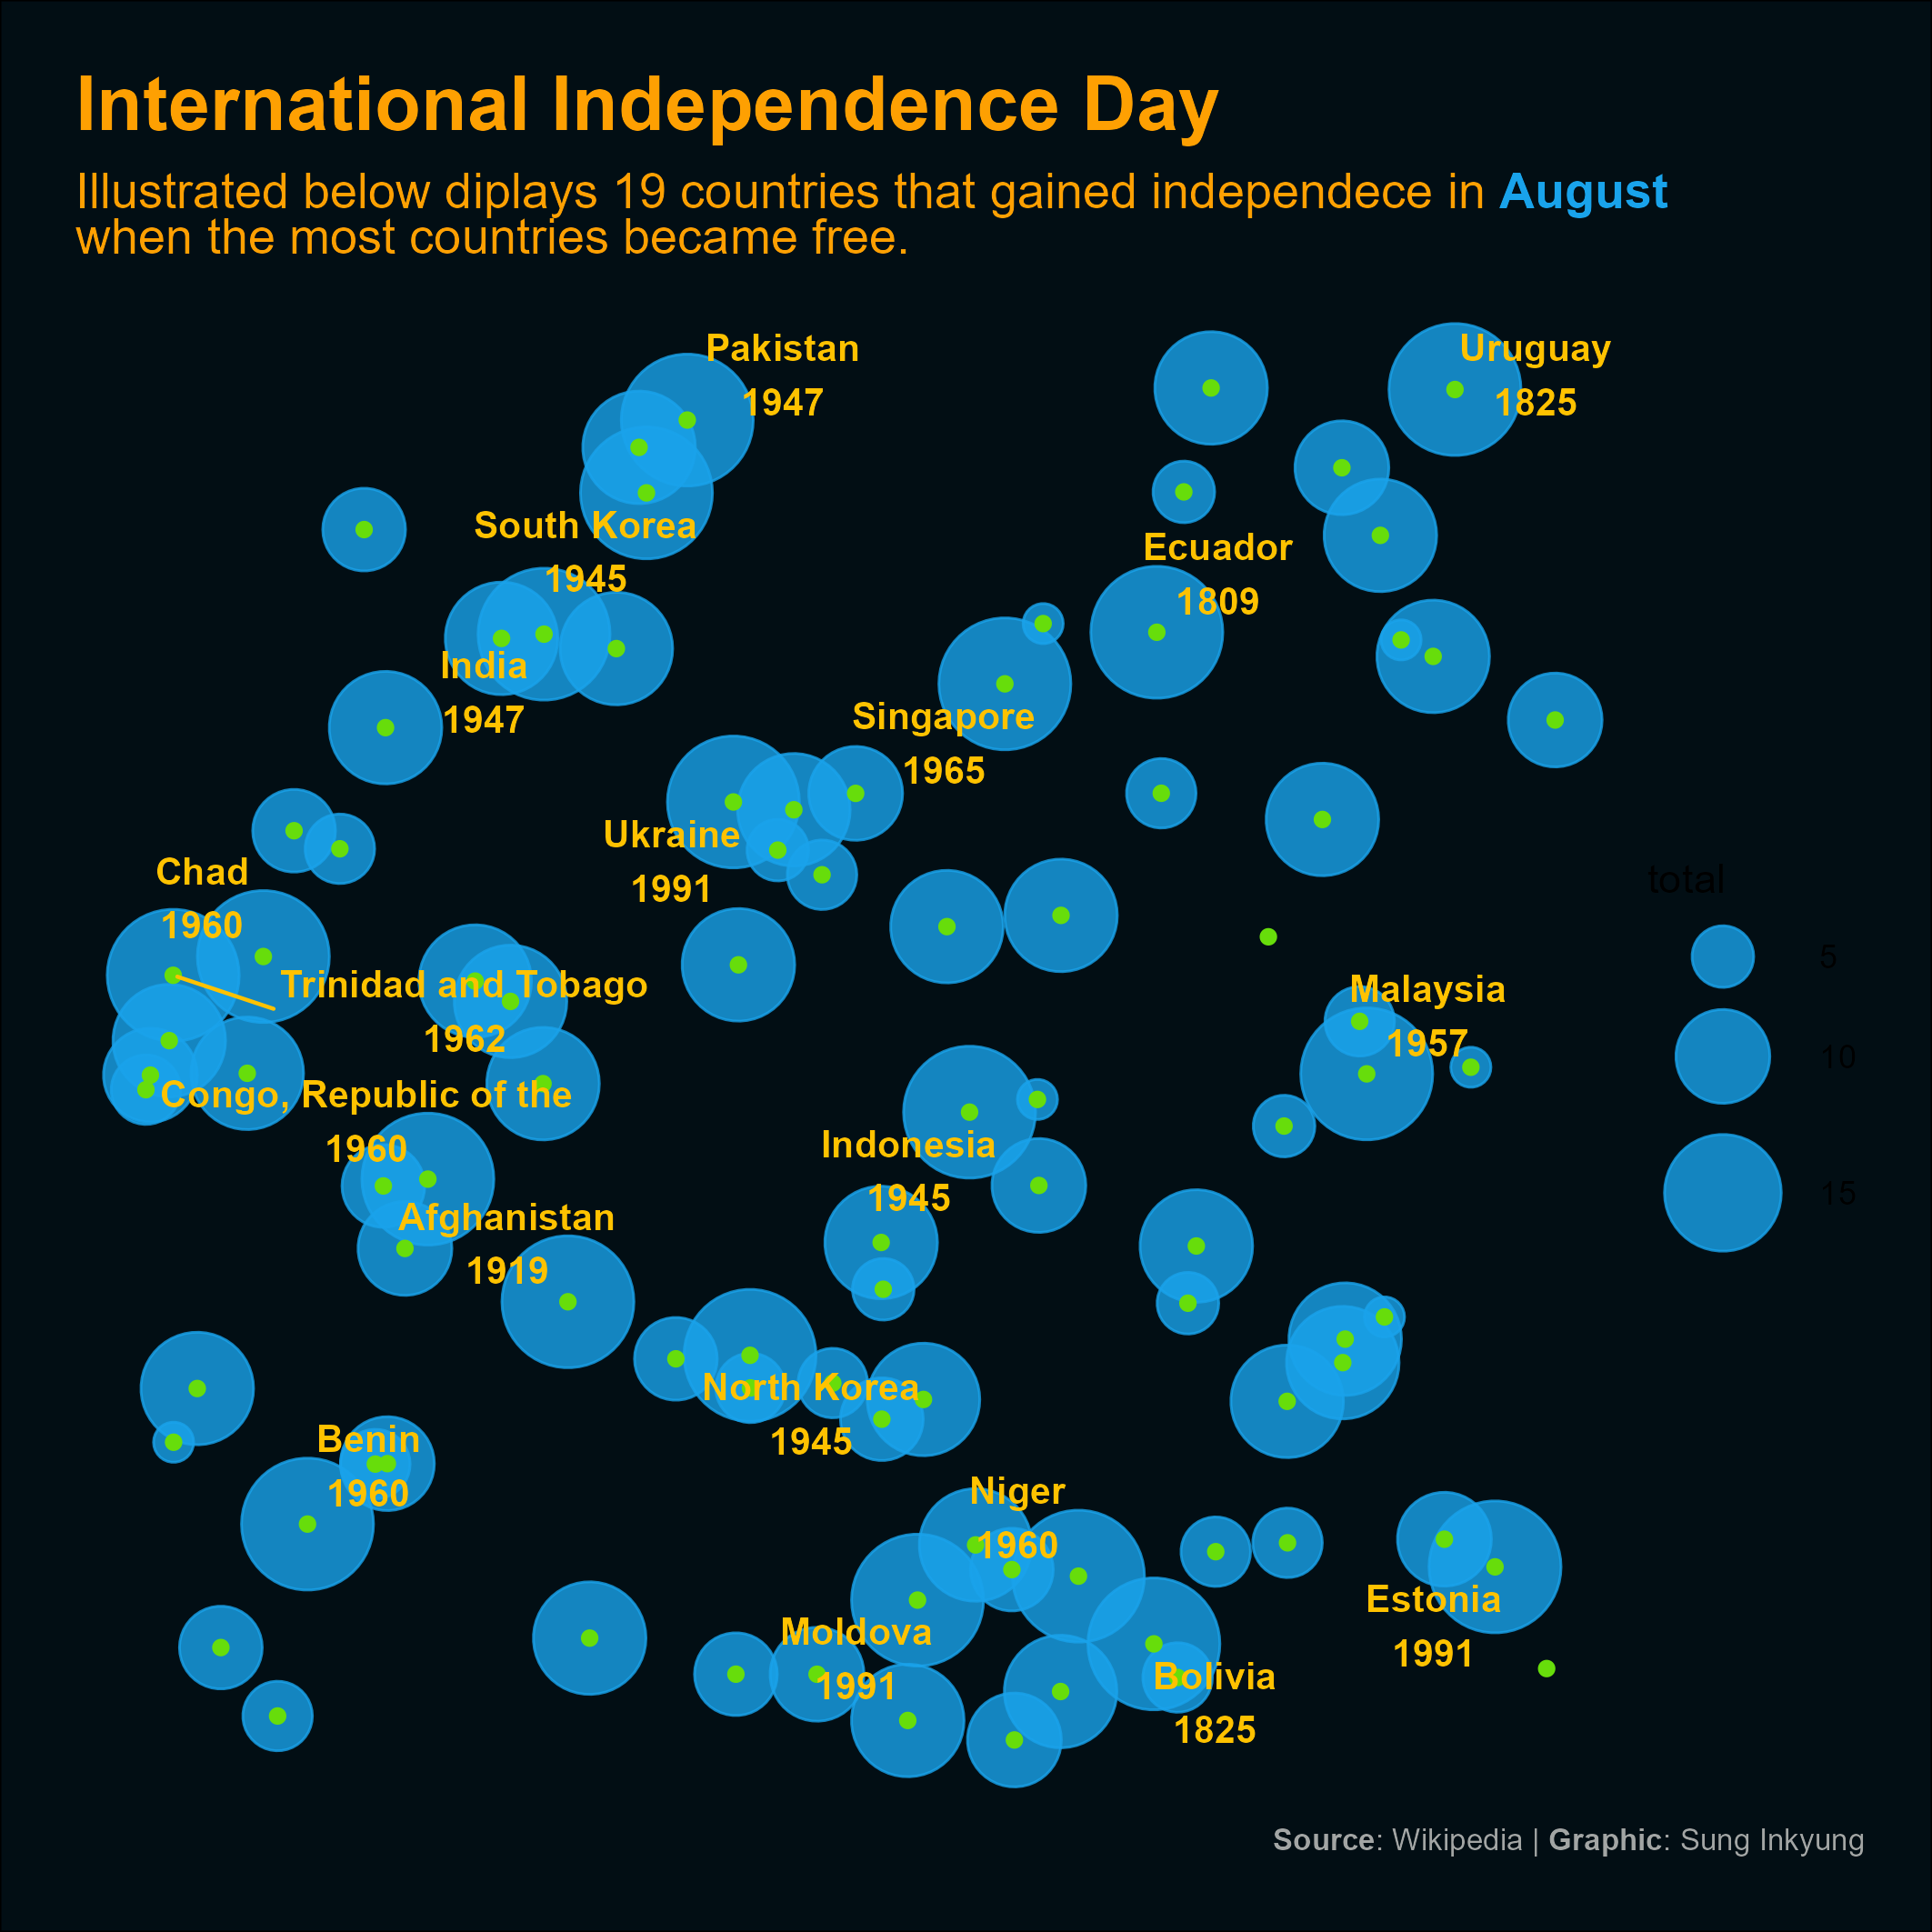 International Independence Day
Illustrated below diplays 19 countries that gained independece in August
when the most countries became free.
Pakistan
1947
Uruguay
1825
South Korea
1945
Ecuador
1809
India
1947
Singapore
1965
Ukraine
1991
Chad
1960
total
5
10
15
Trinidad and Tobago
1962
Malaysia
1957
Congo, Republic of the
1960
Indonesia
1945
Afghanistan
1919
North Korea
1945
Benin
1960
Niger
1960
Moldova
1991
Estonia
1991
Bolivia
1825
Source: Wikipedia | Graphic: Sung Inkyung